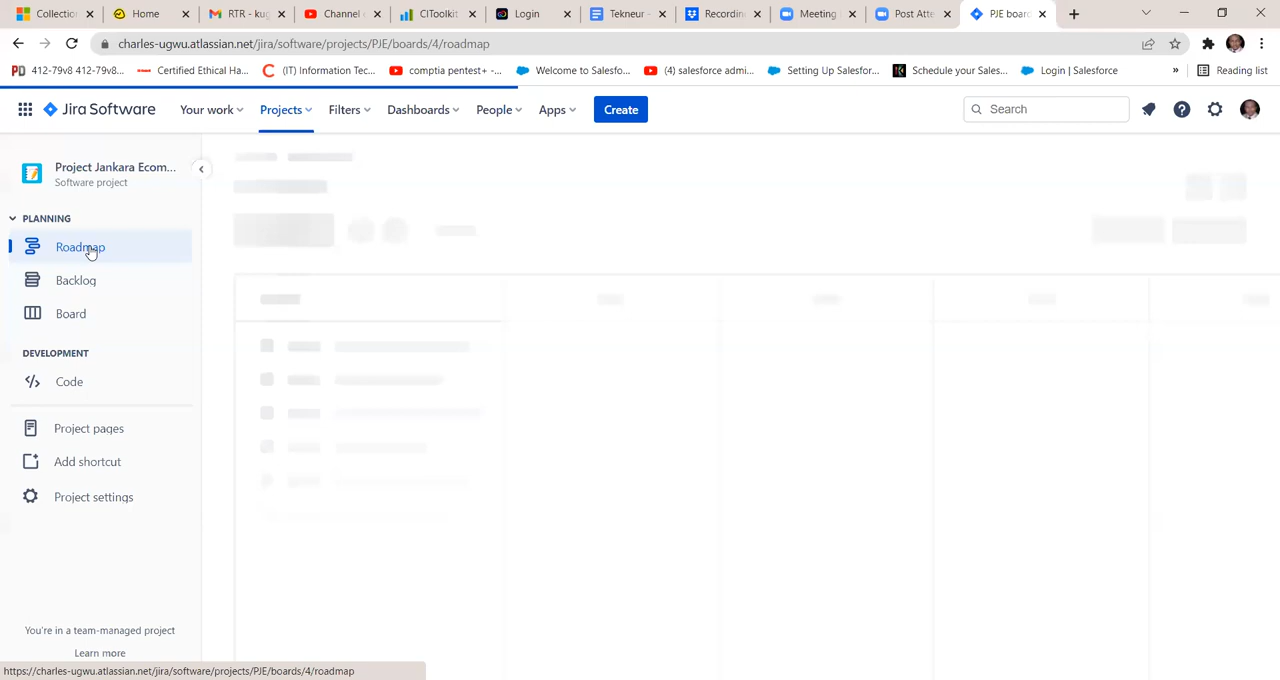 Collection
Home
RTR - kug
Channel c
CIToolkit
Login
Tekneur -
Recordin
Meeting
Post Atte
PJE boar
charles-ugwu.atlassian.net/jira/software/projects/PJE/boards/4/roadmap
412-79v8 412-79v8...
Certified Ethical Ha...
(IT) Information Tec...
comptia pentest+ -...
Welcome to Salesfo...
(4) salesforce admi...
Setting Up Salesfor...
Schedule your Sales...
Login | Salesforce
»
Reading list
Jira Software
Your work
Projects
Filters
Dashboards
People
Apps
Create
Search
Project Jankara Ecom...
Software project
PLANNING
Roadmap
Backlog
Board
DEVELOPMENT
Code
Project pages
Add shortcut
Project settings
You're in a team-managed project
Learn more
https://charles-ugwu.atlassian.net/jira/software/projects/PJE/boards/4/roadmap